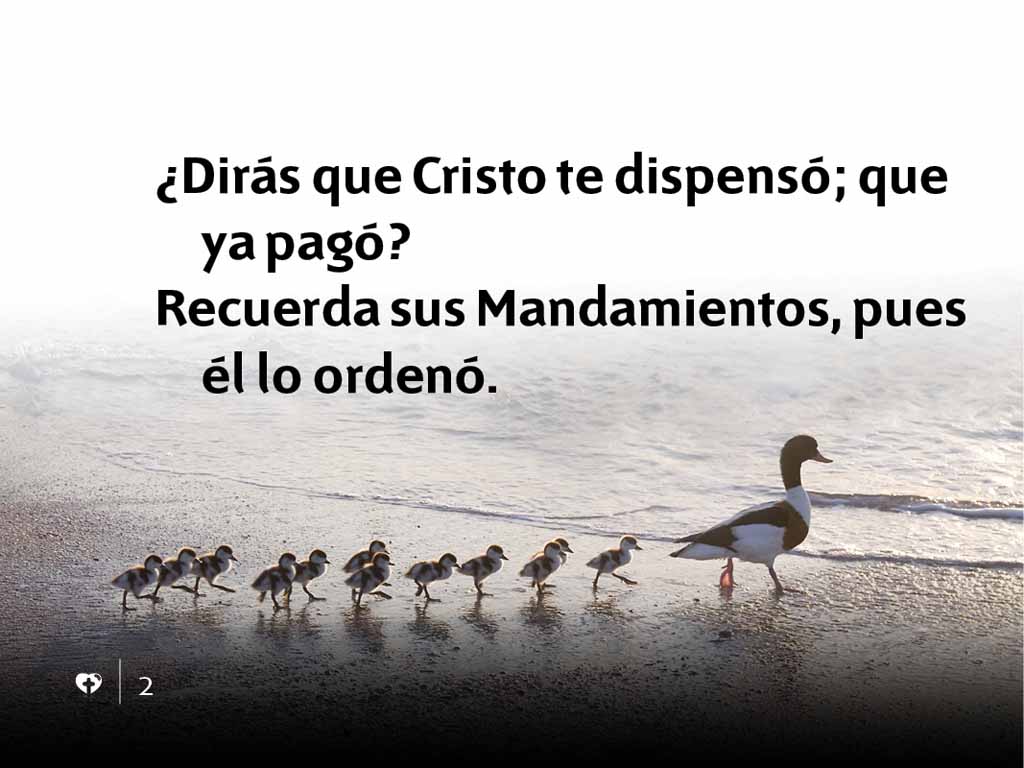 ¿Dirás que Cristo te dispensó; que
ya pagó?
Recuerda sus Mandamientos, pues
él lo ordenó.
2